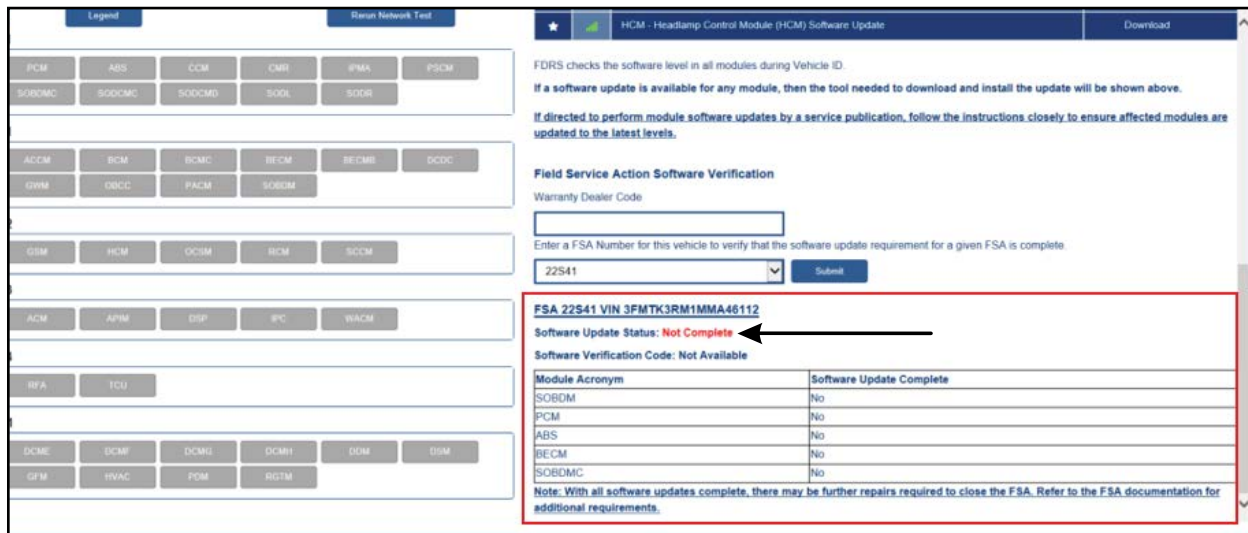 Legend
Rerun Network Test
PCM ABS CCM CMR IPMA PSCM
SOBDMC SODCMC SODCMD SODL SODR
ACCM BCM BCMC BECM BECMB DCDC
GWM OBCC PACM SOBDM
GSM HCM OCSM RCM SCCM
ACM APIM DSP IPC WACM
RFA TCU
DCME DCMF DCMG DCMH DDM DSM
GFM HVAC PDM RGTM
HCM - Headlamp Control Module (HCM) Software Update Download
FDRS checks the software level in all modules during Vehicle ID.
If a software update is available for any module, then the tool needed to download and install the update will be shown above.
If directed to perform module software updates by a service publication, follow the instructions closely to ensure affected modules are
updated to the latest levels.
Field Service Action Software Verification
Warranty Dealer Code
Enter a FSA Number for this vehicle to verify that the software update requirement for a given FSA is complete.
22S41 Submit
FSA 22S41 VIN 3FMTK3RM1MMA46112
Software Update Status: Not Complete
Software Verification Code: Not Available
Module Acronym Software Update Complete
SOBDM No
PCM No
ABS No
BECM No
SOBDMC No
Note: With all software updates complete, there may be further repairs required to close the FSA. Refer to the FSA documentation for
additional requirements.